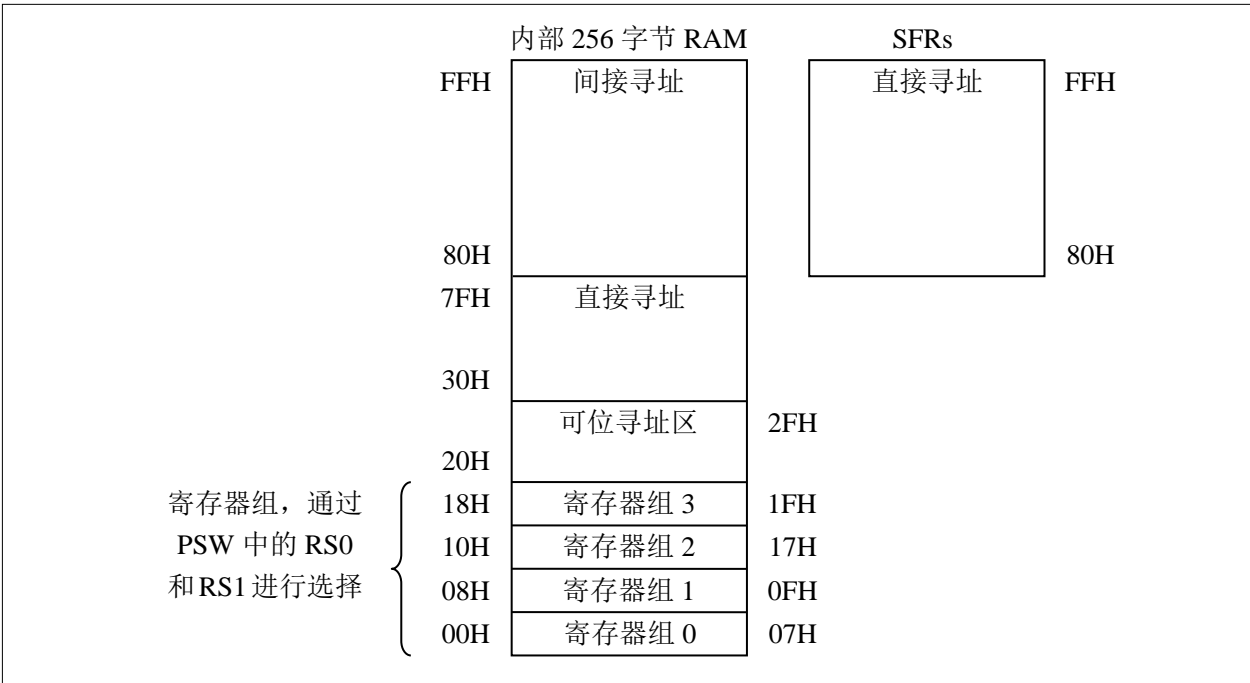 内部 256 字节 RAM SFRs
FFH 间接寻址 直接寻址 FFH
80H 80H
7FH 直接寻址
30H
可位寻址区 2FH
20H
寄存器组，通过 18H 寄存器组 3 1FH
PSW 中的 RS0 10H 寄存器组 2 17H
和 RS1 进行选择 08H 寄存器组 1 0FH
00H 寄存器组 0 07H